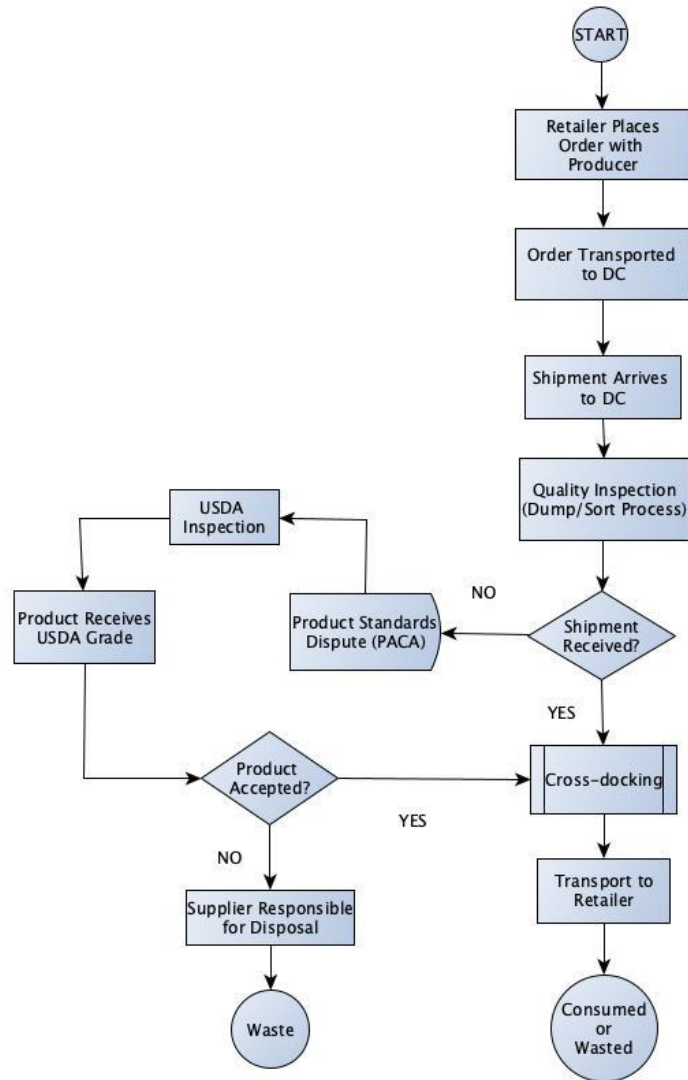 START
Retailer Places
Order with
Producer
Order Transported
to DC
Shipment Arrives
to DC
Quality Inspection
(Dump/Sort Process)
USDA
Inspection
Product Receives
USDA Grade
Product Standards
Dispute (PACA)
NO
Shipment
Received?
YES
Product
Accepted?
YES
Cross-docking
NO
Supplier Responsible
for Disposal
Transport to
Retailer
Waste
Consumed
or
Wasted